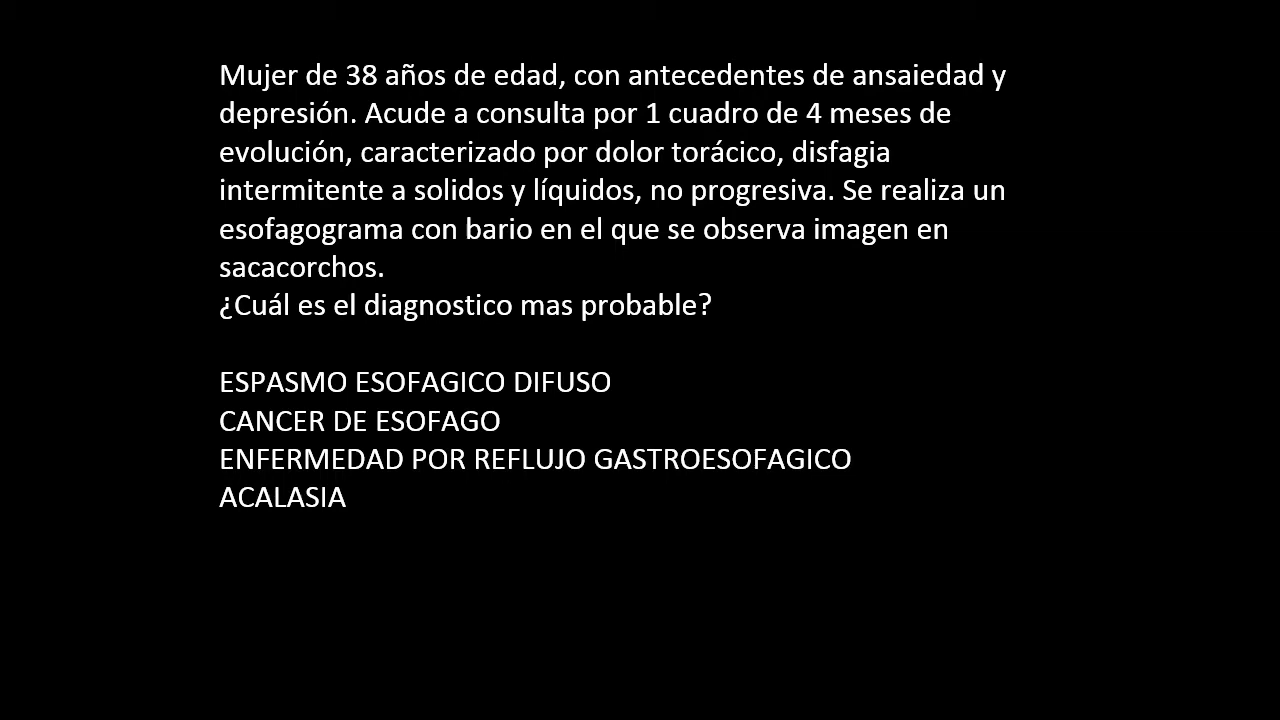 Mujer de 38 años de edad, con antecedentes de ansaiedad y
depresión. Acude a consulta por 1 cuadro de 4 meses de
evolución, caracterizado por dolor torácico, disfagia
intermitente a solidos y líquidos, no progresiva. Se realiza un
esofagograma con bario en el que se observa imagen en
sacacorchos.
¿Cuál es el diagnostico mas probable?
ESPASMO ESOFAGICO DIFUSO
CANCER DE ESOFAGO
ENFERMEDAD POR REFLUJO GASTROESOFAGICO
ACALASIA